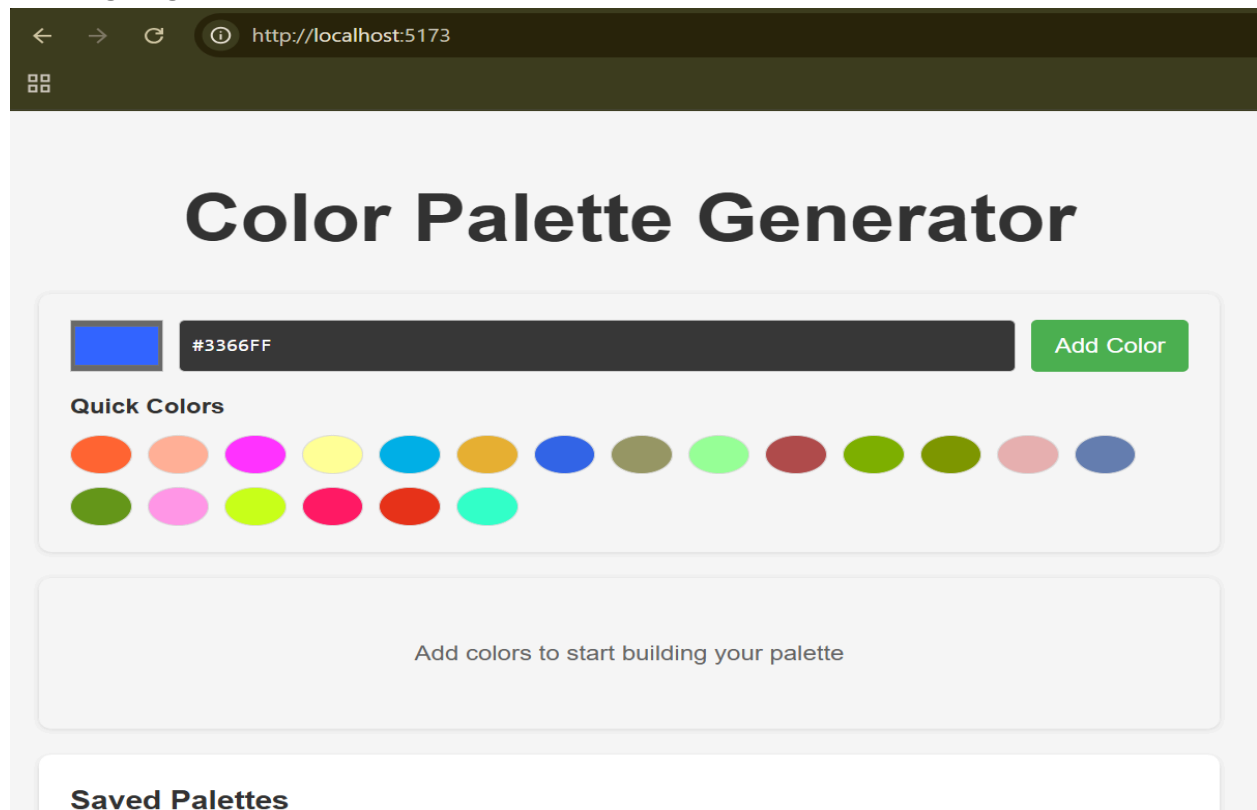 http://localhost:5173
Color Palette Generator
#3366FF
Add Color
Quick Colors
Add colors to start building your palette
Saved Palettes